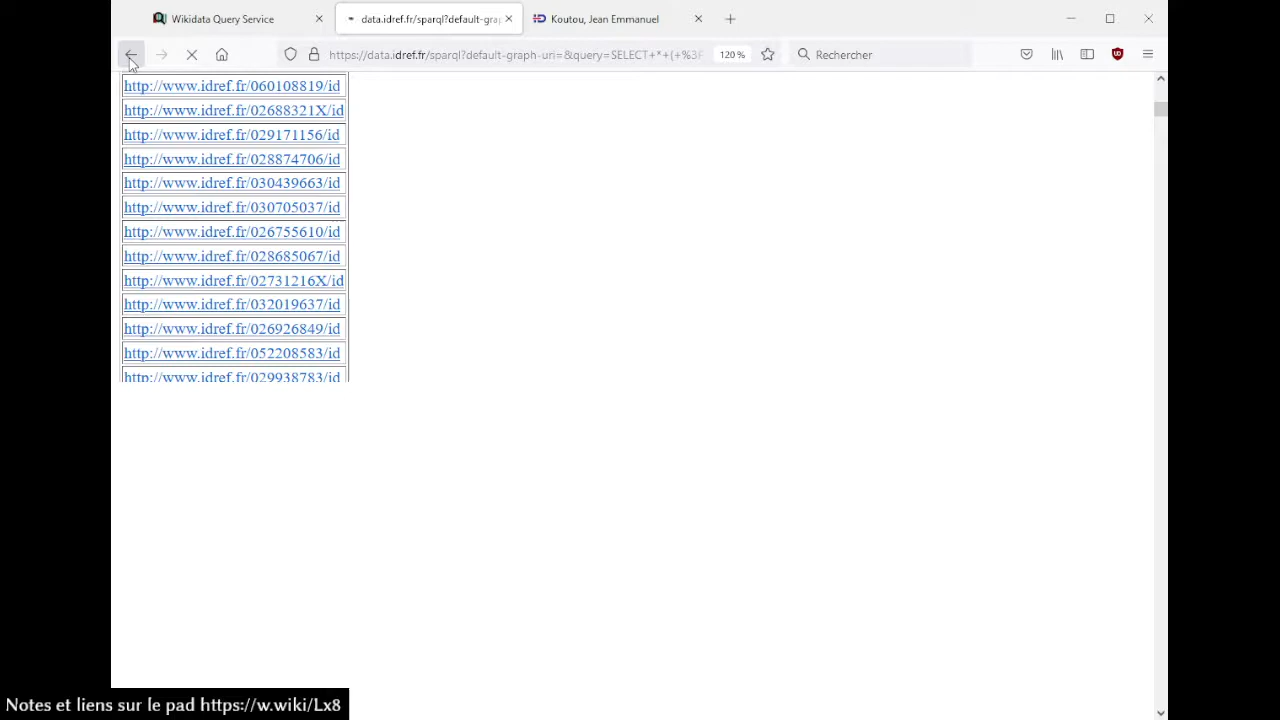 Wikidata Query Service
data.idref.fr/sparql?default-grap
Koutou, Jean Emmanuel
https://data.idref.fr/sparql?default-graph-uri=&query=SELECT+*+{+%3F
120%
Rechercher
http://www.idref.fr/060108819/id
http://www.idref.fr/02688321X/id
http://www.idref.fr/029171156/id
http://www.idref.fr/028874706/id
http://www.idref.fr/030439663/id
http://www.idref.fr/030705037/id
http://www.idref.fr/026755610/id
http://www.idref.fr/028685067/id
http://www.idref.fr/02731216X/id
http://www.idref.fr/032019637/id
http://www.idref.fr/026926849/id
http://www.idref.fr/052208583/id
http://www.idref.fr/029938783/id
Notes et liens sur le pad https://w.wiki/Lx8